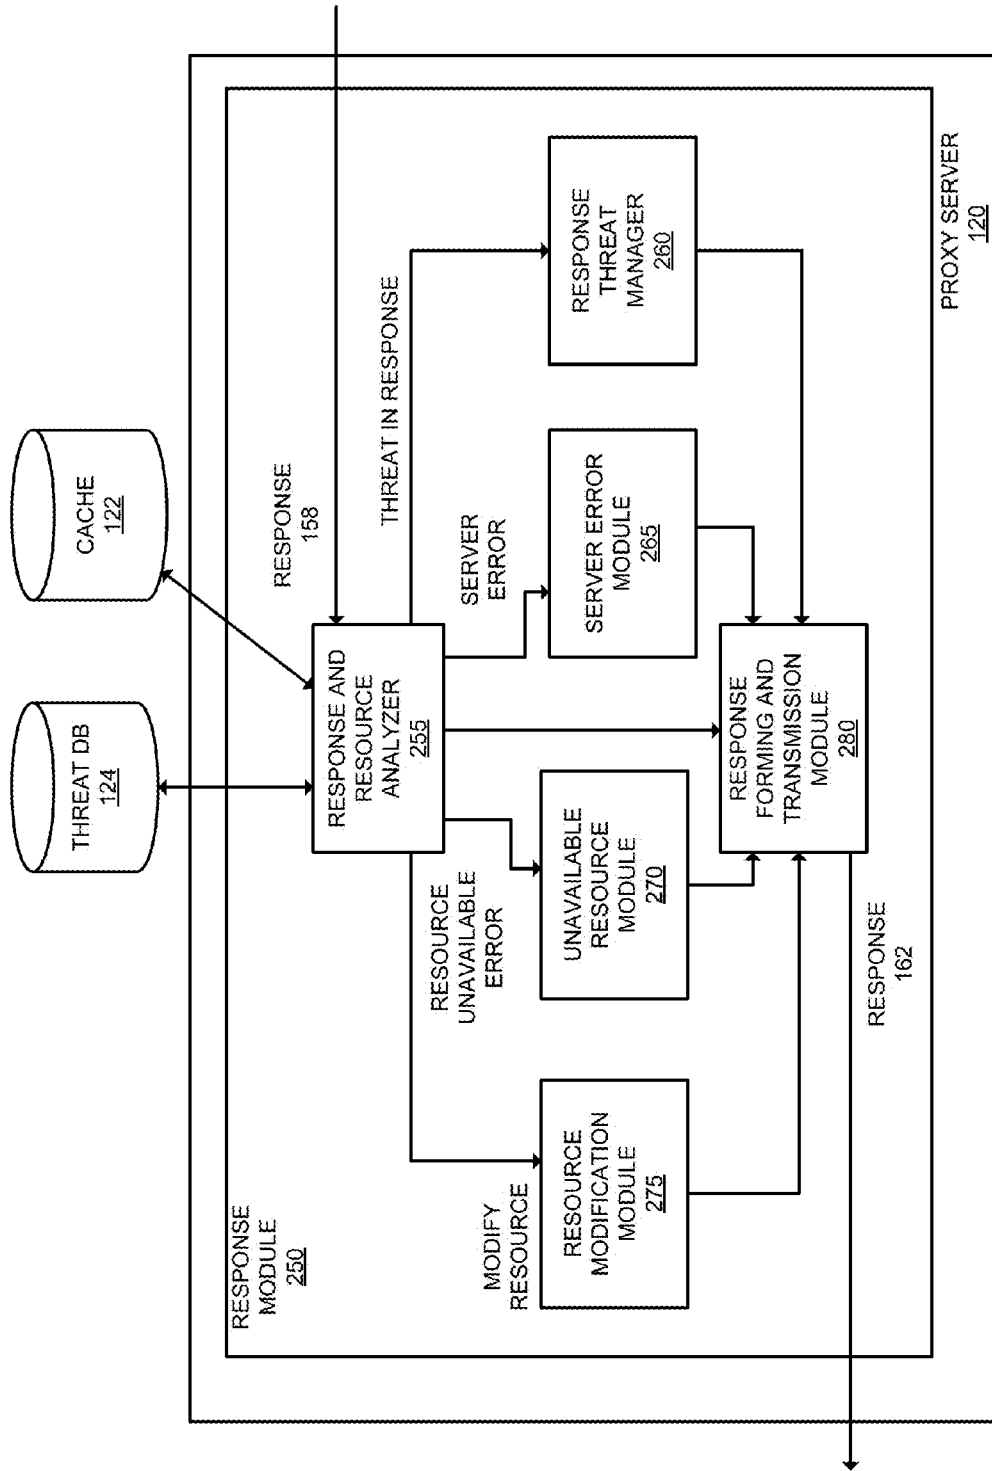 THREAT DB
124
CACHE
122
RESPONSE
MODULE
250
RESPONSE
158
RESPONSE AND
RESOURCE
ANALYZER
255
THREAT IN RESPONSE
MODIFY
RESOURCE
RESOURCE
UNAVAILABLE
ERROR
SERVER
ERROR
RESOURCE
MODIFICATION
MODULE
275
UNAVAILABLE
RESOURCE
MODULE
270
SERVER ERROR
MODULE
265
RESPONSE
THREAT
MANAGER
260
RESPONSE
FORMING AND
TRANSMISSION
MODULE
280
RESPONSE
162
PROXY SERVER
120